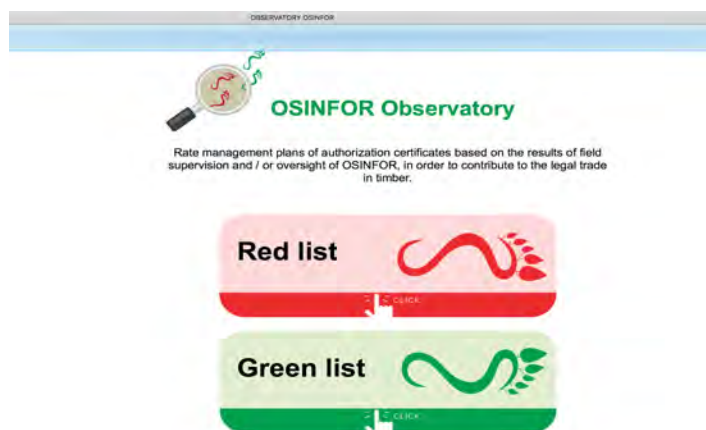 OBSERVATORY OSINFOR
OSINFOR Observatory
Rate management plans of authorization certificates based on the results of field
supervision and / or oversight of OSINFOR, in order to contribute to the legal trade
in timber.
Red list
CLICK
Green list
CLICK